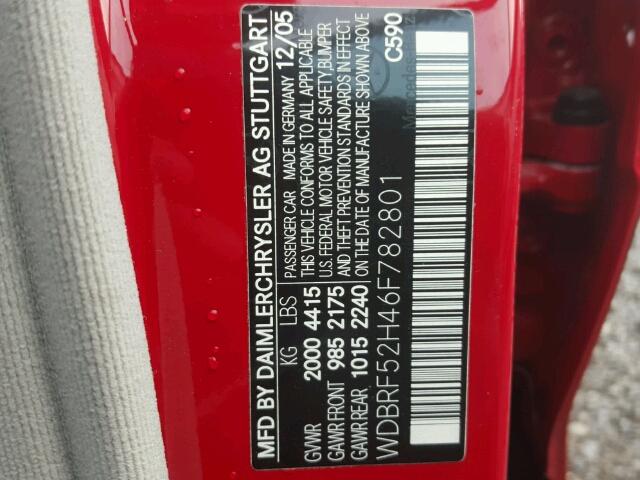 MFD BY DAIMLERCHRYSLER AG STUTTGART
PASSENGER CAR MADE IN GERMANY 12/05
KG LBS THIS VEHICLE CONFORMS TO ALL APPLICABLE
GVWR 2000 4415 U.S. FEDERAL MOTOR VEHICLE SAFETY, BUMPER
GAWR FRONT 985 2175 AND THEFT PREVENTION STANDARDS IN EFFECT
GAWR REAR 1015 2240 ON THE DATE OF MANUFACTURE SHOWN ABOVE
C590
WDBRF52H46F782801